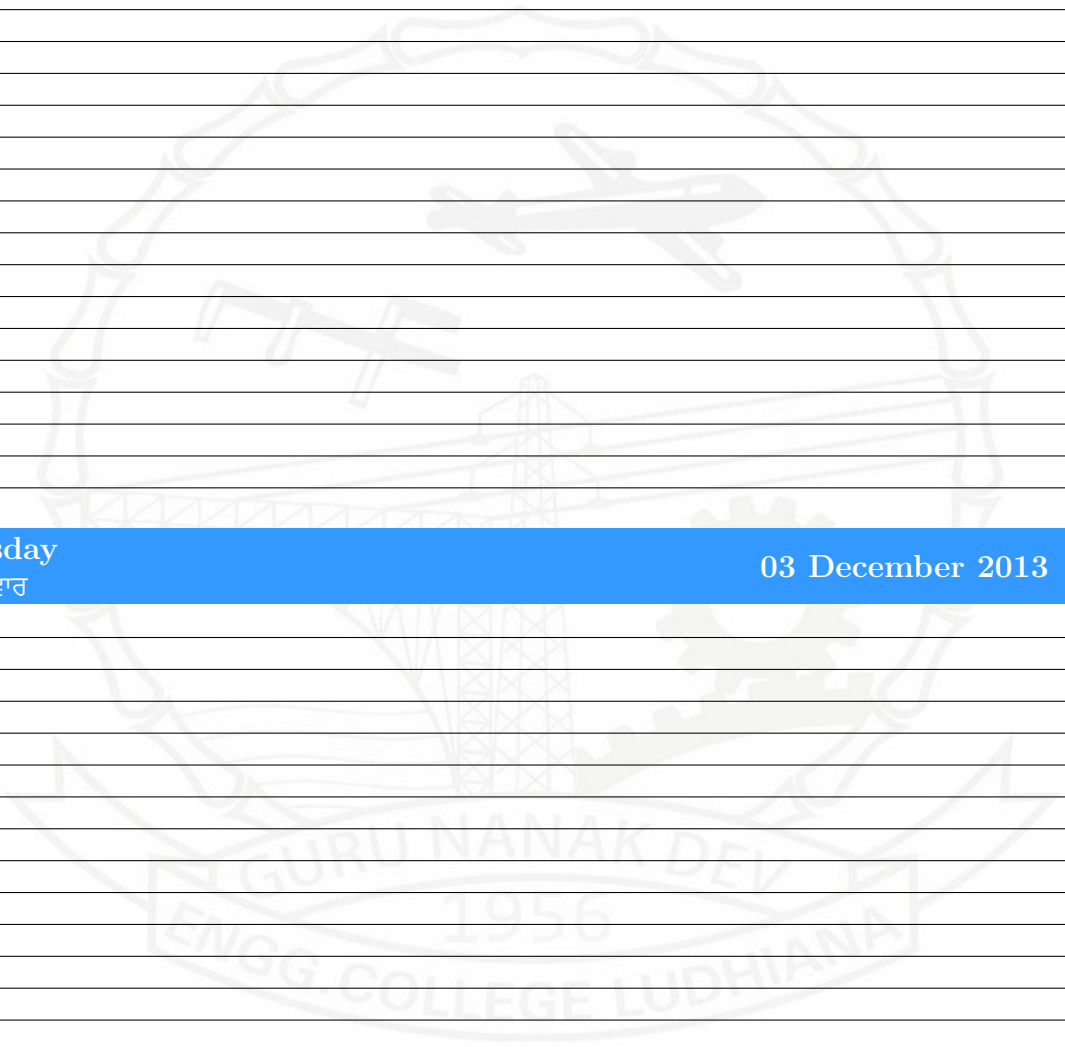 sday
ਵਾਰ
03 December 2013
GURU NANAK DEV
1956
ENGG. COLLEGE LUDHIANA